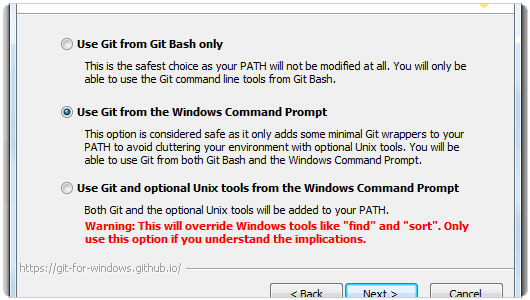 Use Git from Git Bash only
This is the safest choice as your PATH will not be modified at all. You will only be
able to use the Git command line tools from Git Bash.
Use Git from the Windows Command Prompt
This option is considered safe as it only adds some minimal Git wrappers to your
PATH to avoid cluttering your environment with optional Unix tools. You will be
able to use Git from both Git Bash and the Windows Command Prompt.
Use Git and optional Unix tools from the Windows Command Prompt
Both Git and the optional Unix tools will be added to your PATH.
Warning: This will override Windows tools like "find" and "sort". Only
use this option if you understand the implications.
https://git-for-windows.github.io/
< Back Next > Cancel